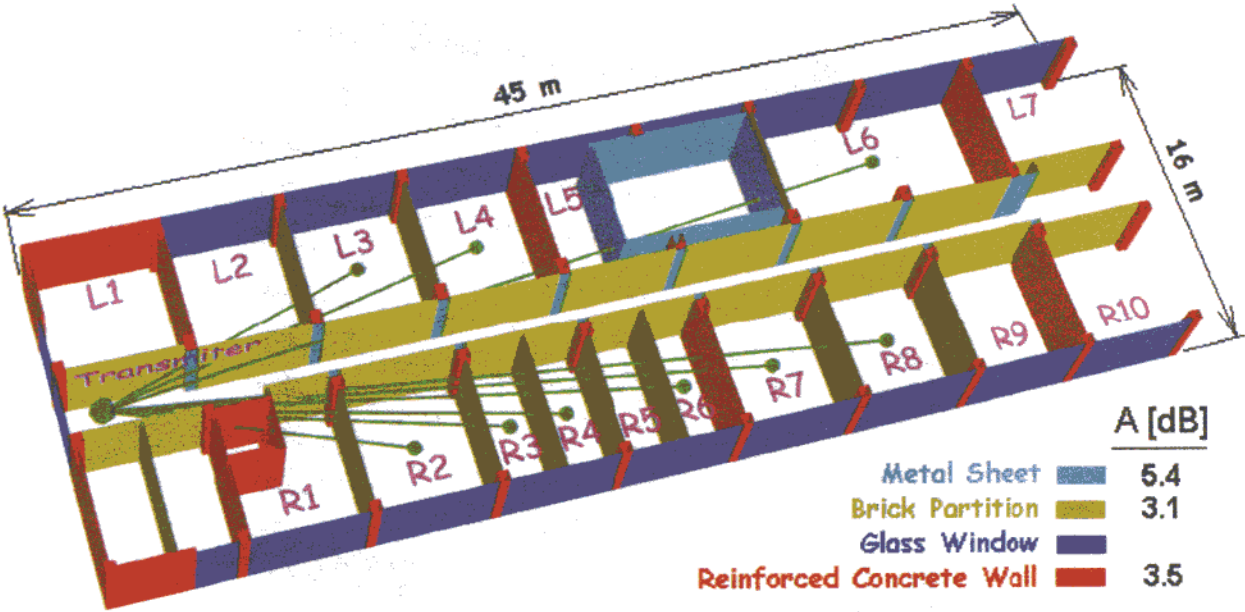 45 m
16 m
L1
L2
L3
L4
L5
L6
L7
Transmiter
R1
R2
R3
R4
R5
R6
R7
R8
R9
R10
A [dB]
Metal Sheet 5.4
Brick Partition 3.1
Glass Window
Reinforced Concrete Wall 3.5